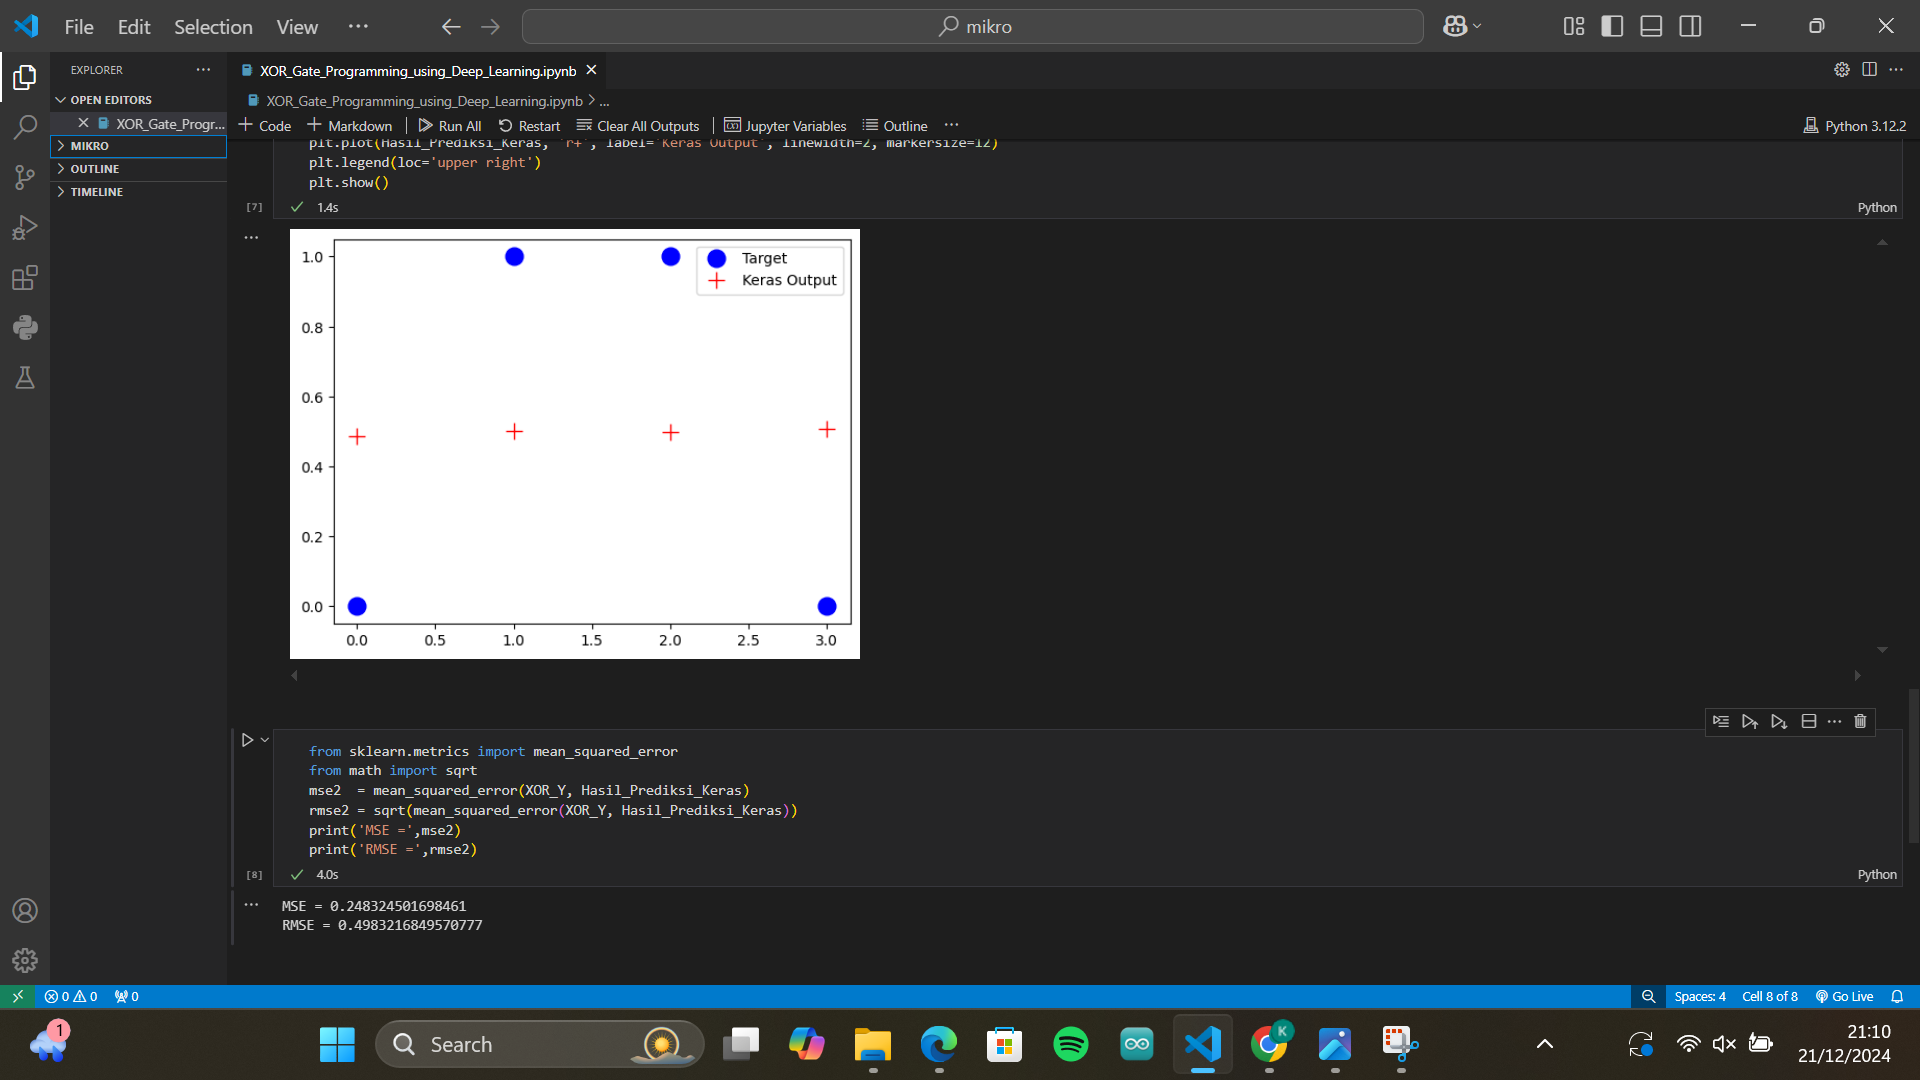 File Edit Selection View ...
mikro
EXPLORER ...
XOR_Gate_Programming_using_Deep_Learning.ipynb
OPEN EDITORS
XOR_Gate_Progr...
MIKRO
OUTLINE
TIMELINE
XOR_Gate_Programming_using_Deep_Learning.ipynb > ...
Code Markdown Run All Restart Clear All Outputs Jupyter Variables Outline ...
Python 3.12.2
plt.plot(Hasil_Prediksi_Keras, 'r+', label='Keras Output', linewidth=2, markersize=12)
plt.legend(loc='upper right')
plt.show()
[7] 1.4s Python
Target
Keras Output
1.0
0.8
0.6
0.4
0.2
0.0
0.0 0.5 1.0 1.5 2.0 2.5 3.0
from sklearn.metrics import mean_squared_error
from math import sqrt
mse2  = mean_squared_error(XOR_Y, Hasil_Prediksi_Keras)
rmse2 = sqrt(mean_squared_error(XOR_Y, Hasil_Prediksi_Keras))
print('MSE =',mse2)
print('RMSE =',rmse2)
[8] 4.0s Python
MSE = 0.248324501698461
RMSE = 0.4983216849570777
0 0 0
Spaces: 4 Cell 8 of 8 Go Live
1
Search
K
21:10
21/12/2024